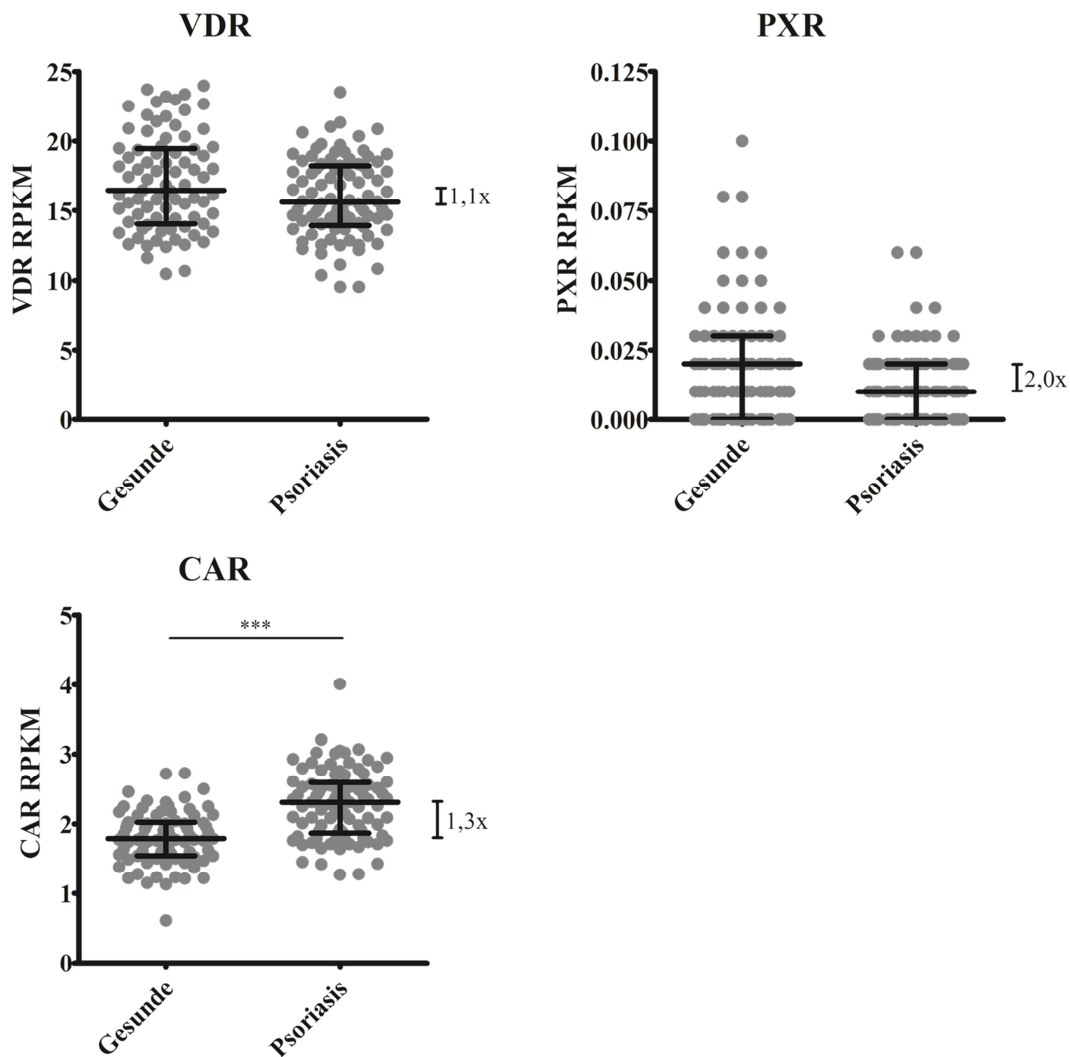 VDR
VDR RPKM
25
20
15
10
5
0
Gesunde
Psoriasis
1,1x
PXR
PXR RPKM
0.125
0.100
0.075
0.050
0.025
0.000
Gesunde
Psoriasis
2,0x
CAR
CAR RPKM
5
4
3
2
1
0
***
Gesunde
Psoriasis
1,3x